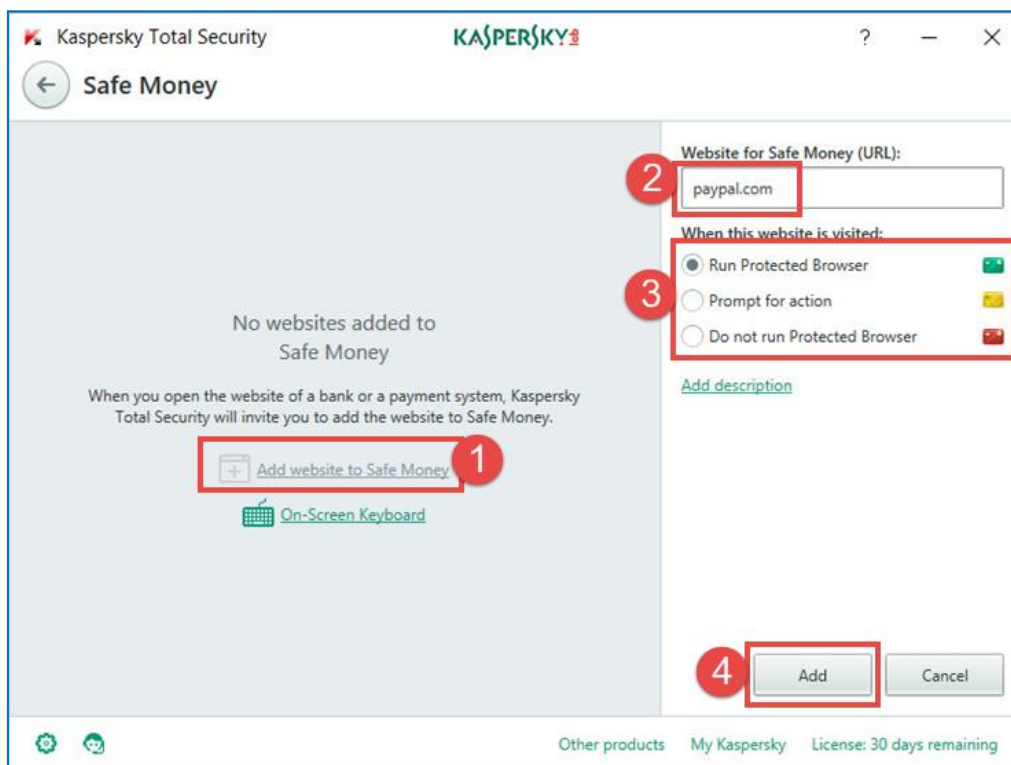 Kaspersky Total Security
KASPERSKY
?
Safe Money
Website for Safe Money (URL):
2
paypal.com
When this website is visited:
3
Run Protected Browser
Prompt for action
Do not run Protected Browser
Add description
No websites added to
Safe Money
When you open the website of a bank or a payment system, Kaspersky
Total Security will invite you to add the website to Safe Money.
Add website to Safe Money
1
On-Screen Keyboard
4
Add
Cancel
Other products
My Kaspersky
License: 30 days remaining